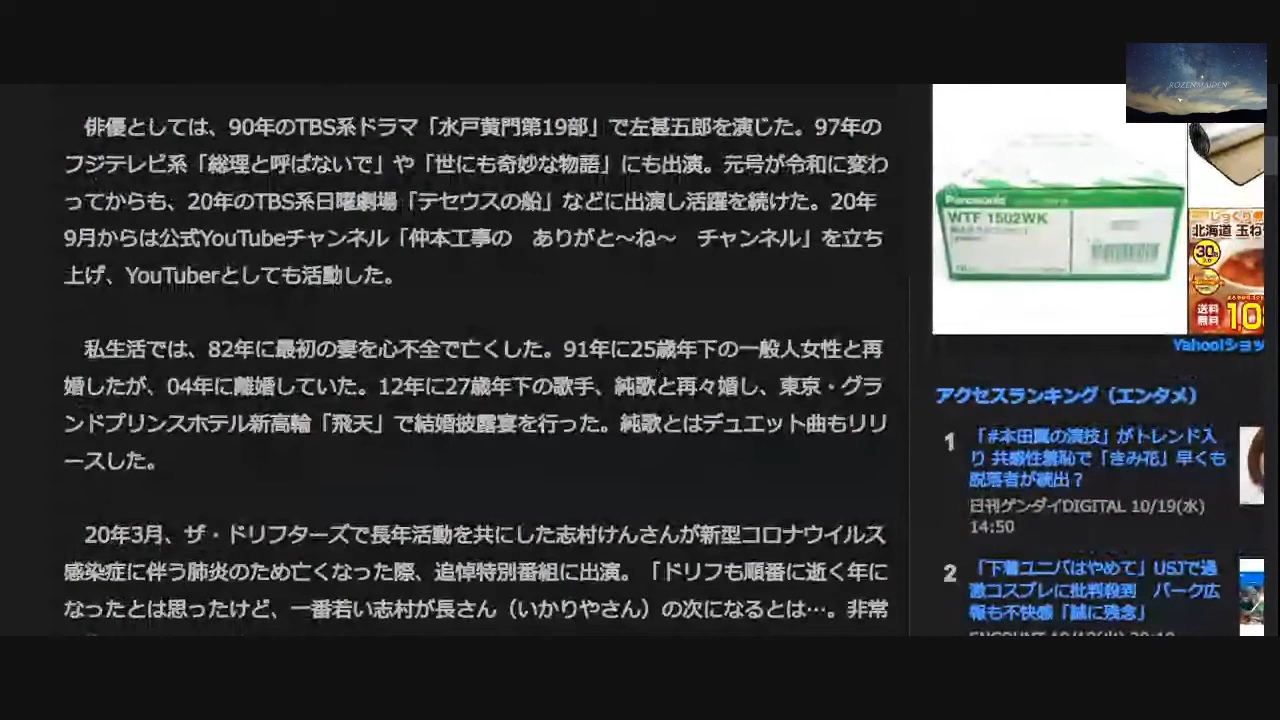 俳優としては、90年のTBS系ドラマ「水戸黄門第19部」で左甚五郎を演じた。97年の
フジテレビ系「総理と呼ばないで」や「世にも奇妙な物語」にも出演。元号が令和に変わ
ってからも、20年のTBS系日曜劇場「テセウスの船」などに出演し活躍を続けた。20年
9月からは公式YouTubeチャンネル「仲本工事の　ありがと～ね～　チャンネル」を立ち
上げ、YouTuberとしても活動した。
私生活では、82年に最初の妻を心不全で亡くした。91年に25歳年下の一般人女性と再
婚したが、04年に離婚していた。12年に27歳年下の歌手、純歌と再々婚し、東京・グラ
ンドプリンスホテル新高輪「飛天」で結婚披露宴を行った。純歌とはデュエット曲もリリ
ースした。
20年3月、ザ・ドリフターズで長年活動を共にした志村けんさんが新型コロナウイルス
感染症に伴う肺炎のため亡くなった際、追悼特別番組に出演。「ドリフも順番に逝く年に
なったとは思ったけど、一番若い志村が長さん（いかりやさん）の次になるとは…。非常
ROZENMAIDEN
Panasonic
WTF 1502WK
じっくり
北海道 玉ね
30
送料
無料
10
Yahoo!ショッ
アクセスランキング（エンタメ）
1
「#本田翼の演技」がトレンド入
り 共感性羞恥で「きみ花」早くも
脱落者が続出？
日刊ゲンダイDIGITAL 10/19(水)
14:50
2
「下着ユニバはやめて」USJで過
激コスプレに批判殺到　パーク広
報も不快感「誠に残念」